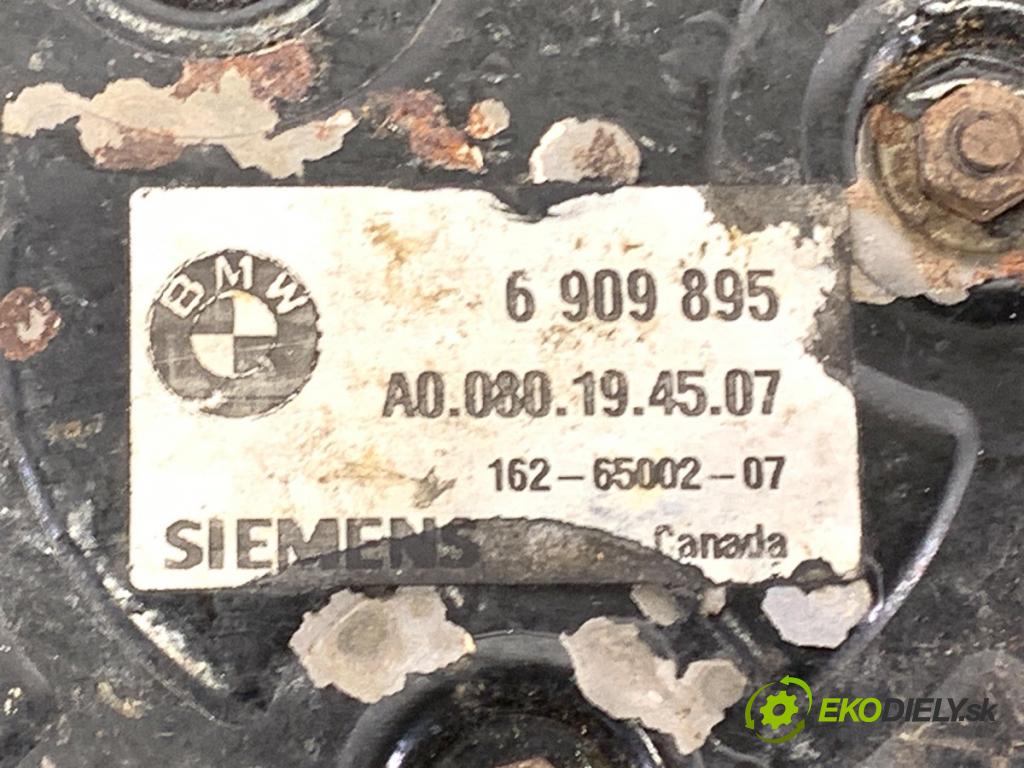 BMW
6 909 895
A0.080.19.45.07
162-65002-07
SIEMENS
Canada
EKODIELY.sk